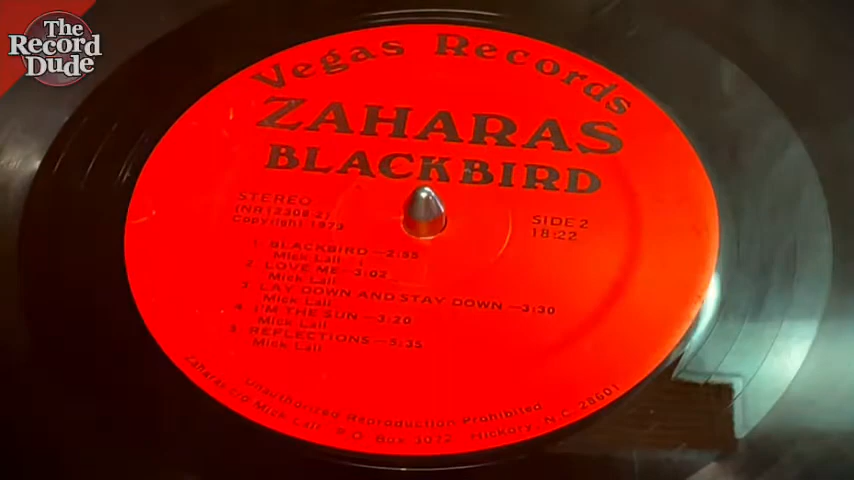 The
Record
Dude
Vegas Records
ZAHARAS
BLACKBIRD
STEREO
(NR12308-2)
Copyright 1979
SIDE 2
18:22
1. BLACKBIRD—2:55
Mick Lail
2. LOVE ME—3:02
Mick Lail
3. LAY DOWN AND STAY DOWN—3:30
Mick Lail
4. I'M THE SUN—3:20
Mick Lail
5. REFLECTIONS—5:35
Mick Lail
Unauthorized Reproduction Prohibited
Zaharas c/o Mick Lail P.O. Box 3072 Hickory, N.C. 28601